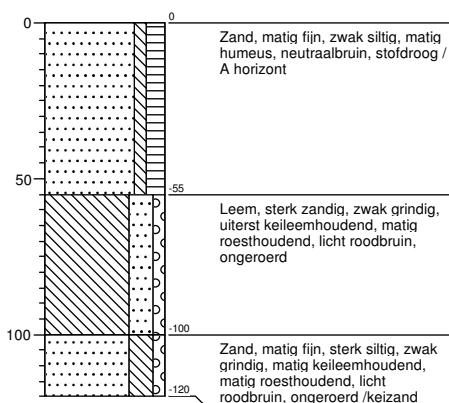 0
0
Zand, matig fijn, zwak siltig, matig
humeus, neutraalbruin, stofdroog /
A horizont
50
-55
Leem, sterk zandig, zwak grindig,
uiterst keileemhoudend, matig
roesthoudend, licht roodbruin,
ongeroerd
100
-100
Zand, matig fijn, sterk siltig, zwak
grindig, matig keileemhoudend,
matig roesthoudend, licht
roodbruin, ongeroerd /keizand
-120